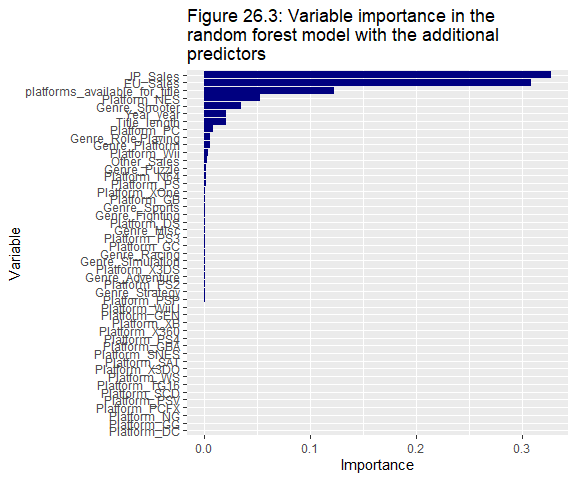 Figure 26.3: Variable importance in the
random forest model with the additional
predictors
JP_Sales
EU_Sales
platforms_available_for_title
Platform_NES
Genre_Shooter
Year_year
Title_length
Platform_PC
Genre_Role.Playing
Genre_Platform
Platform_Wii
Other_Sales
Genre_Puzzle
Platform_N64
Platform_PS
Platform_XOne
Platform_GB
Genre_Sports
Genre_Fighting
Platform_DS
Genre_Misc
Platform_PS3
Platform_GC
Genre_Racing
Genre_Simulation
Platform_X3DS
Genre_Adventure
Platform_PS2
Genre_Strategy
Platform_PSP
Platform_WiiU
Platform_GEN
Platform_XB
Platform_X360
Platform_PS4
Platform_GBA
Platform_SNES
Platform_SAT
Platform_X3DO
Platform_WS
Platform_TG16
Platform_SCD
Platform_PSV
Platform_PCFX
Platform_NG
Platform_GG
Platform_DC
Variable
0.0
0.1
0.2
0.3
Importance